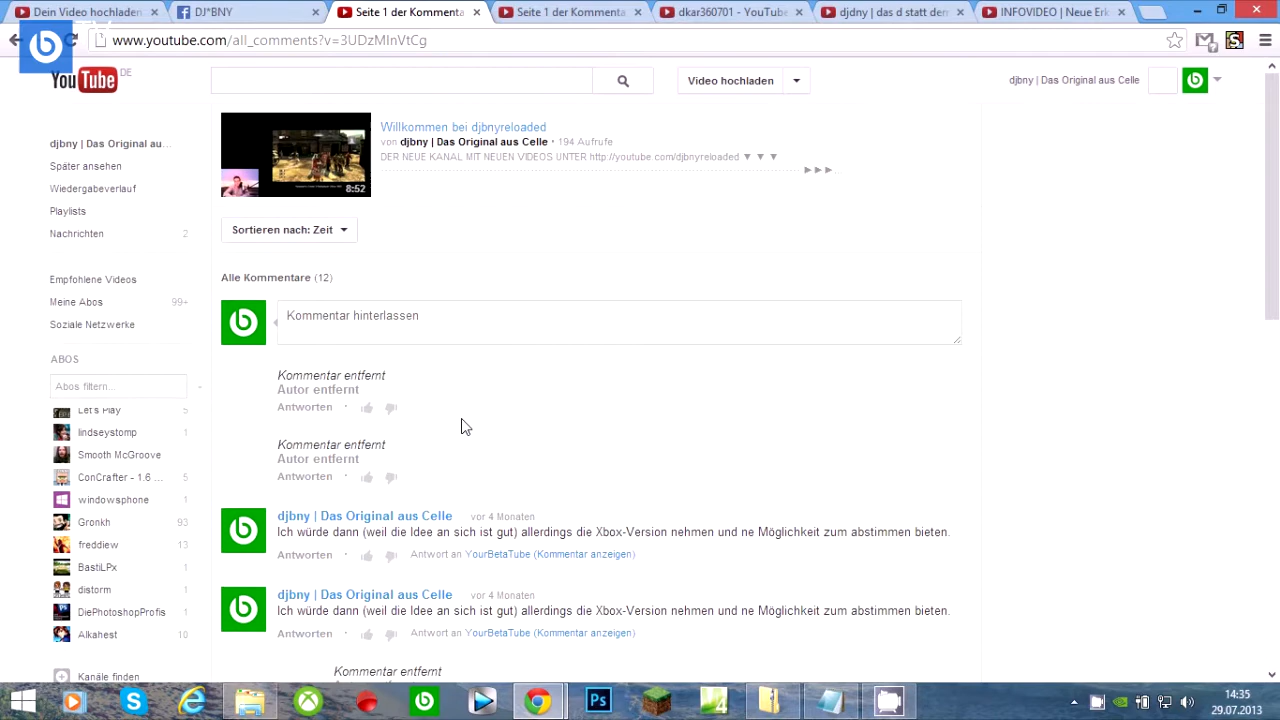 Dein Video
DJ*BNY
Seite 1 der Kommenta
Seite 1 der Kommenta
dkar360701 - YouTube
djbny | das d statt dem
INFOVIDEO | Neue Erk
www.youtube.com/all_comments?v=3UDzMInVtCg
YouTube DE
Video hochladen
djbny | Das Original aus Celle
djbny | Das Original au...
Später ansehen
Wiedergabeverlauf
Playlists
Nachrichten 2
Empfohlene Videos
Meine Abos 99+
Soziale Netzwerke
ABOS
Abos filtern...
Let's Play 5
lindseystomp 1
Smooth McGroove
ConCrafter - 1.6 ... 5
windowsphone 1
Gronkh 93
freddiew 13
BastiLPx 1
distorm 1
DiePhotoshopProfis 1
Alkahest 10
Kanäle finden
8:52
Willkommen bei djbnyreloaded
von djbny | Das Original aus Celle • 194 Aufrufe
DER NEUE KANAL MIT NEUEN VIDEOS UNTER http://youtube.com/djbnyreloaded ▼ ▼ ▼
►►►
Sortieren nach: Zeit
Alle Kommentare (12)
Kommentar hinterlassen
Kommentar entfernt
Autor entfernt
Antworten ·
Kommentar entfernt
Autor entfernt
Antworten ·
djbny | Das Original aus Celle vor 4 Monaten
Ich würde dann (weil die Idee an sich ist gut) allerdings die Xbox-Version nehmen und ne Möglichkeit zum abstimmen bieten.
Antworten Antwort an YourBetaTube (Kommentar anzeigen)
djbny | Das Original aus Celle vor 4 Monaten
Ich würde dann (weil die Idee an sich ist gut) allerdings die Xbox-Version nehmen und ne Möglichkeit zum abstimmen bieten.
Antworten Antwort an YourBetaTube (Kommentar anzeigen)
Kommentar entfernt
Ps
14:35
29.07.2013